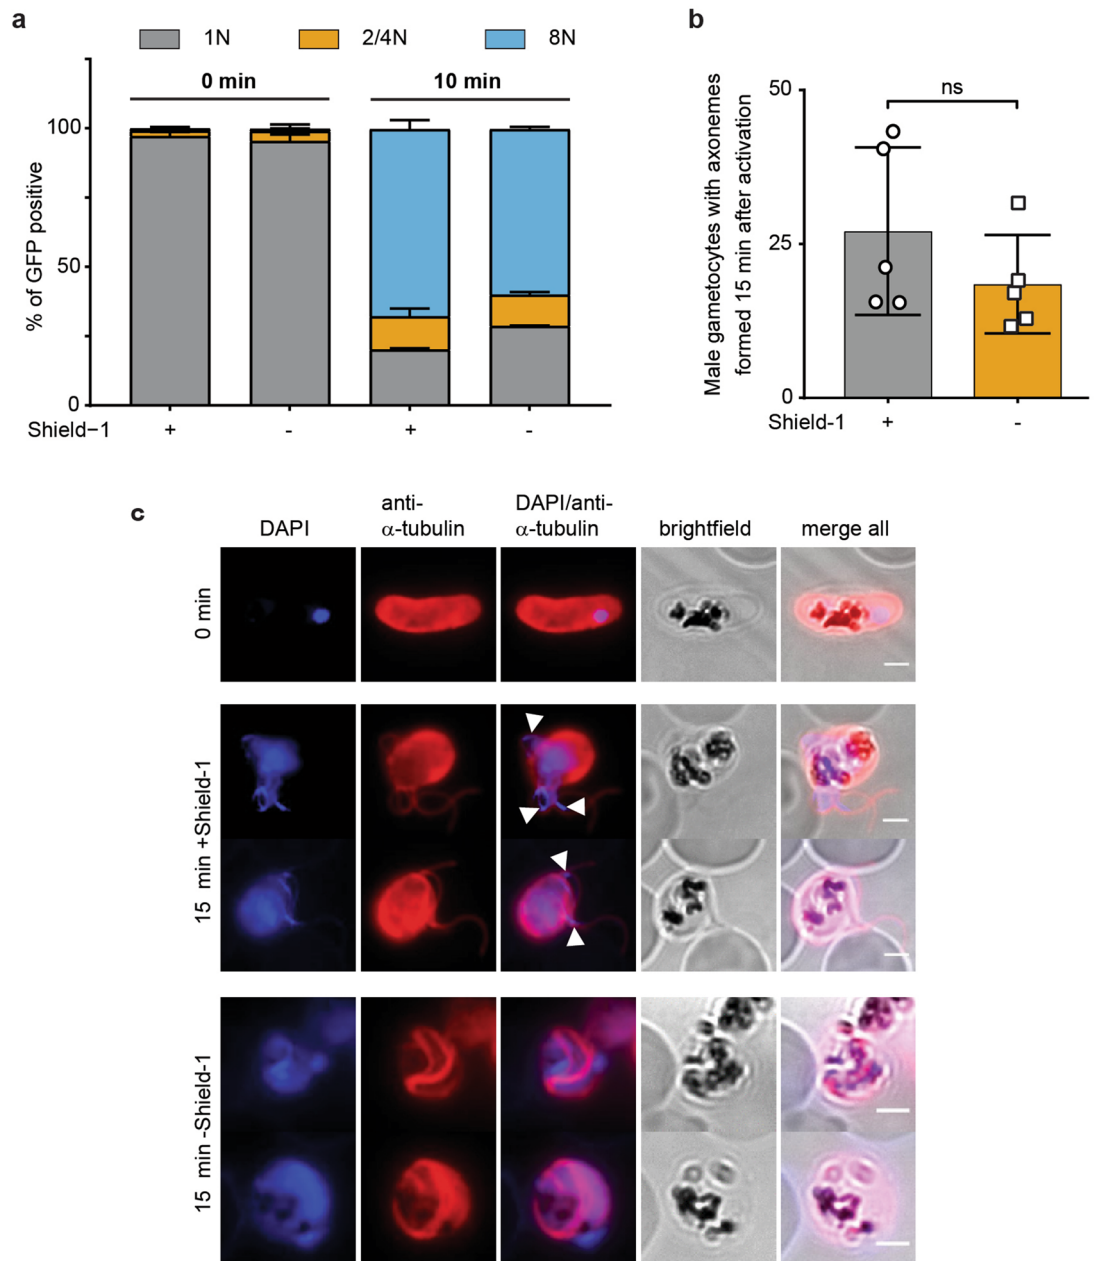 a
1N 2/4N 8N
0 min 10 min
100
50
0
% of GFP positive
Shield−1 + - + -
b
ns
50
25
0
Male gametocytes with axonemes
formed 15 min after activation
Shield-1 + -
c
DAPI
anti-
α-tubulin
DAPI/anti-
α-tubulin
brightfield
merge all
0 min
15 min +Shield-1
15 min -Shield-1